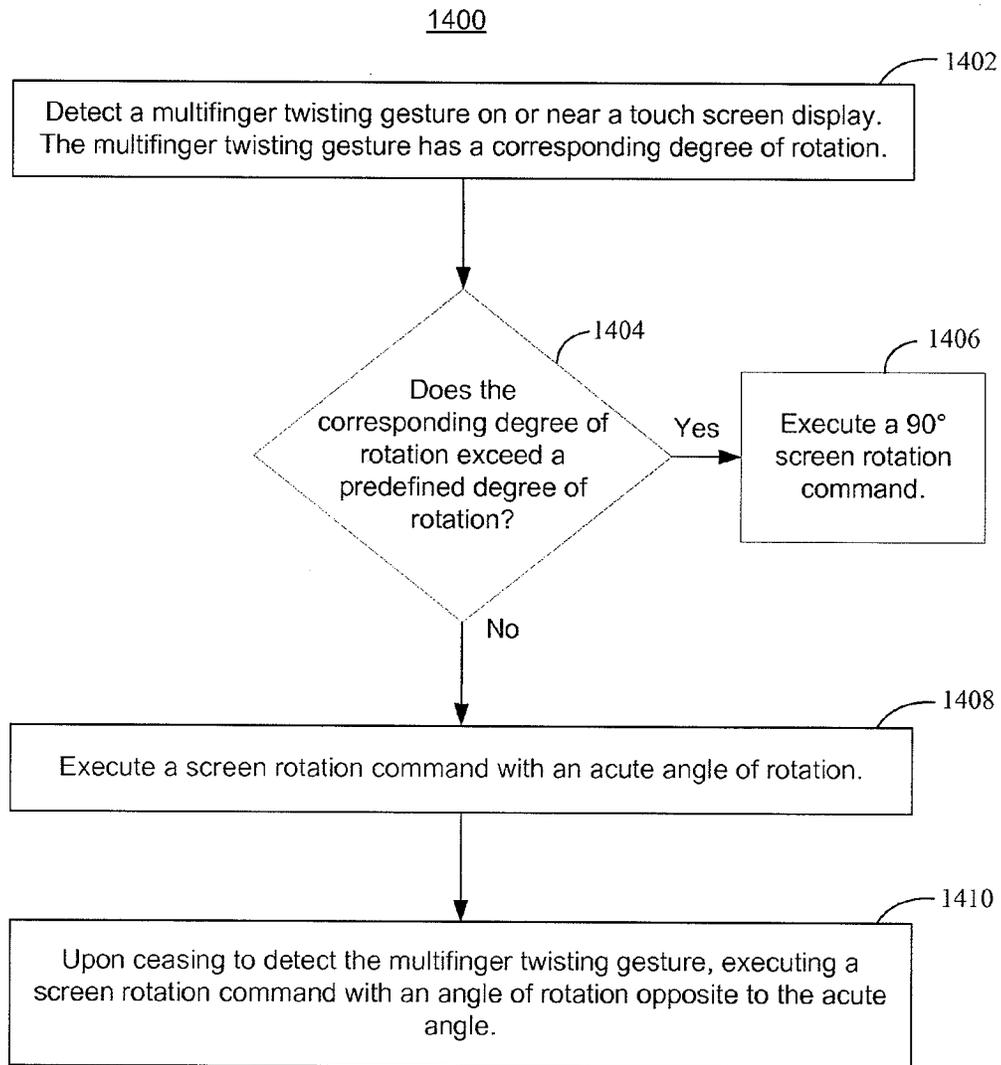 1400
1402
Detect a multifinger twisting gesture on or near a touch screen display.
The multifinger twisting gesture has a corresponding degree of rotation.
1404
Does the
corresponding degree of
rotation exceed a
predefined degree of
rotation?
Yes
1406
Execute a 90°
screen rotation
command.
No
1408
Execute a screen rotation command with an acute angle of rotation.
1410
Upon ceasing to detect the multifinger twisting gesture, executing a
screen rotation command with an angle of rotation opposite to the acute
angle.